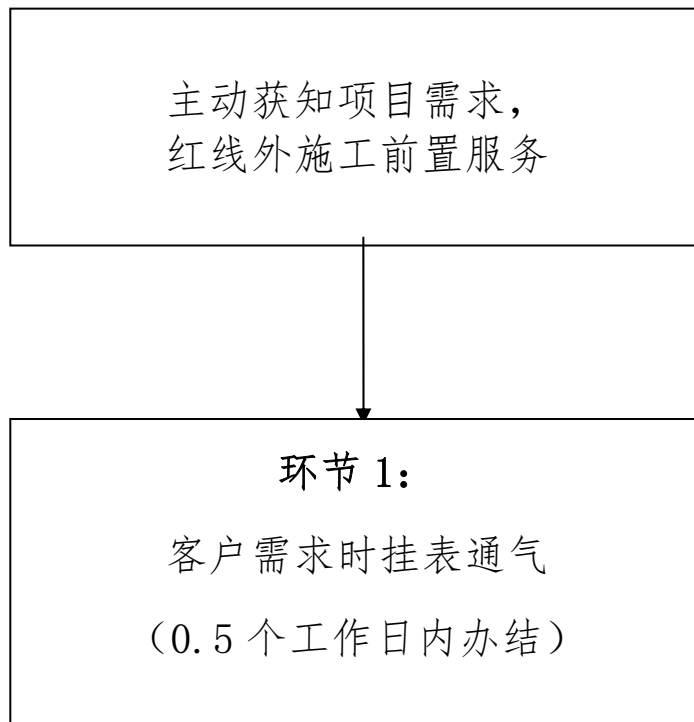 主动获知项目需求，
红线外施工前置服务
环节 1：
客户需求时挂表通气
（0.5 个工作日内办结）